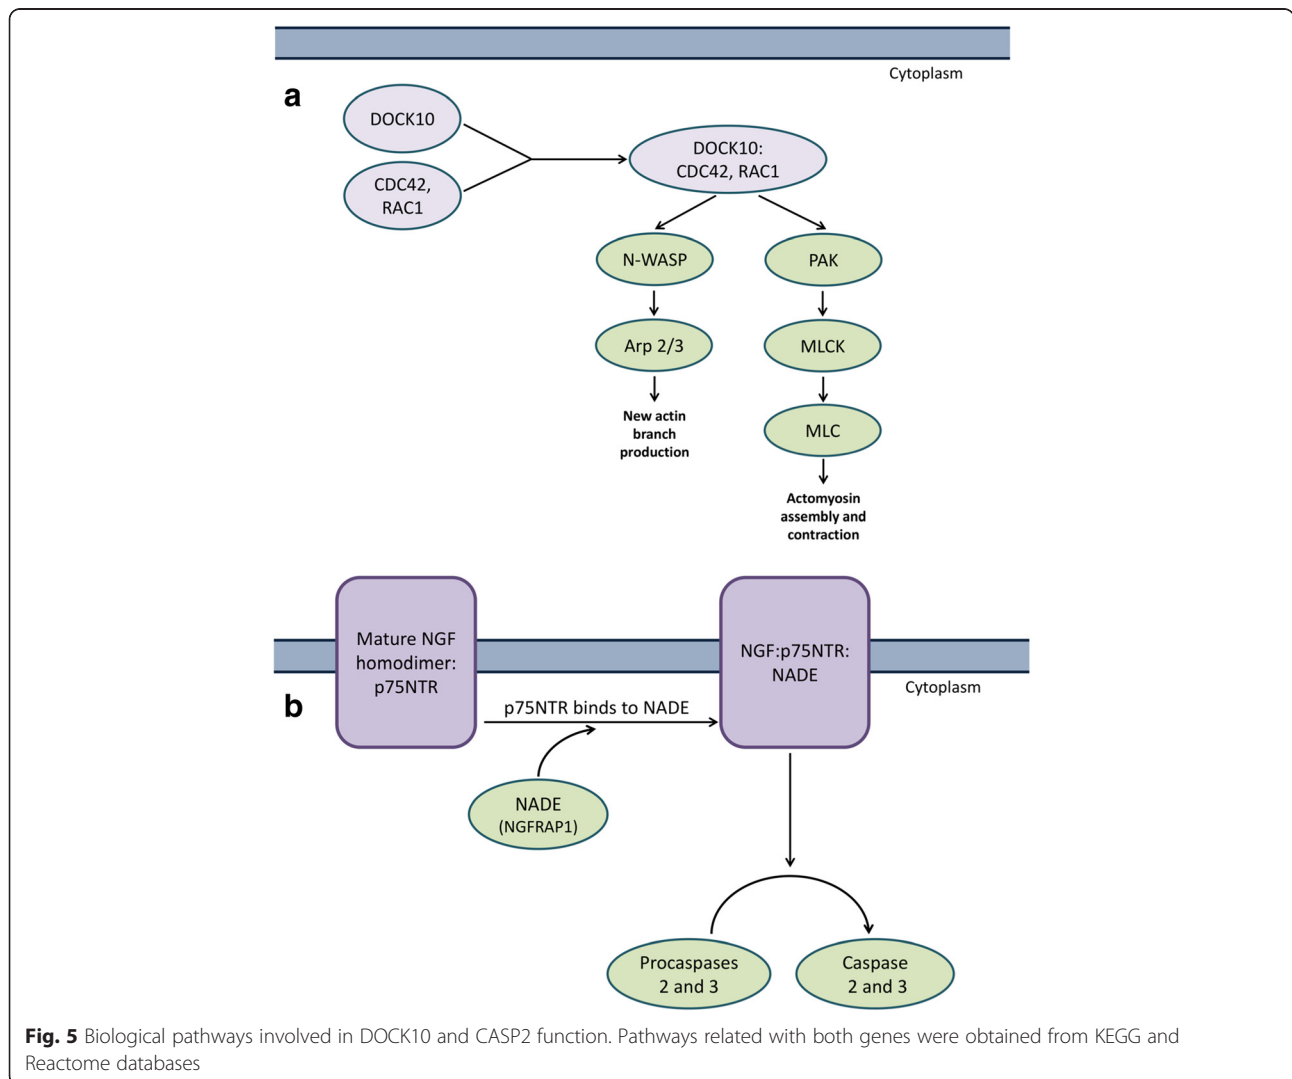 Cytoplasm
a
DOCK10
CDC42,
RAC1
DOCK10:
CDC42, RAC1
N-WASP
PAK
Arp 2/3
MLCK
New actin
branch
production
MLC
Actomyosin
assembly and
contraction
Mature NGF
homodimer:
p75NTR
NGF:p75NTR:
NADE
Cytoplasm
b
p75NTR binds to NADE
NADE
(NGFRAP1)
Procaspases
2 and 3
Caspase
2 and 3
Fig. 5 Biological pathways involved in DOCK10 and CASP2 function. Pathways related with both genes were obtained from KEGG and
Reactome databases